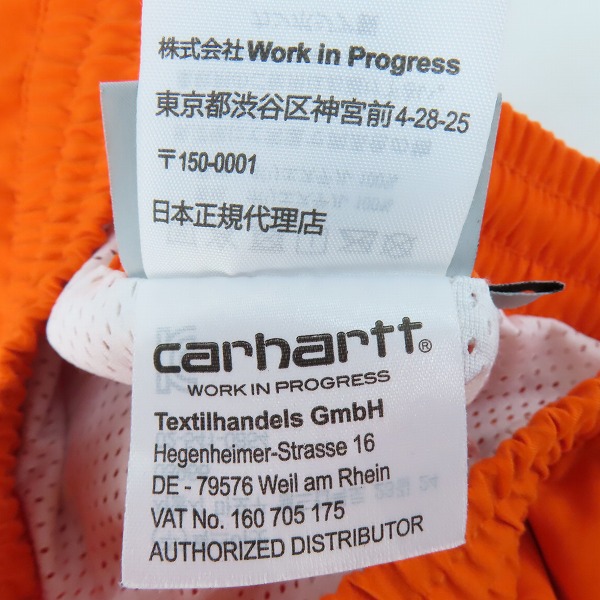 株式会社Work in Progress
東京都渋谷区神宮前4-28-25
〒150-0001
日本正規代理店
carhartt®
WORK IN PROGRESS
Textilhandels GmbH
Hegenheimer-Strasse 16
DE - 79576 Weil am Rhein
VAT No. 160 705 175
AUTHORIZED DISTRIBUTOR